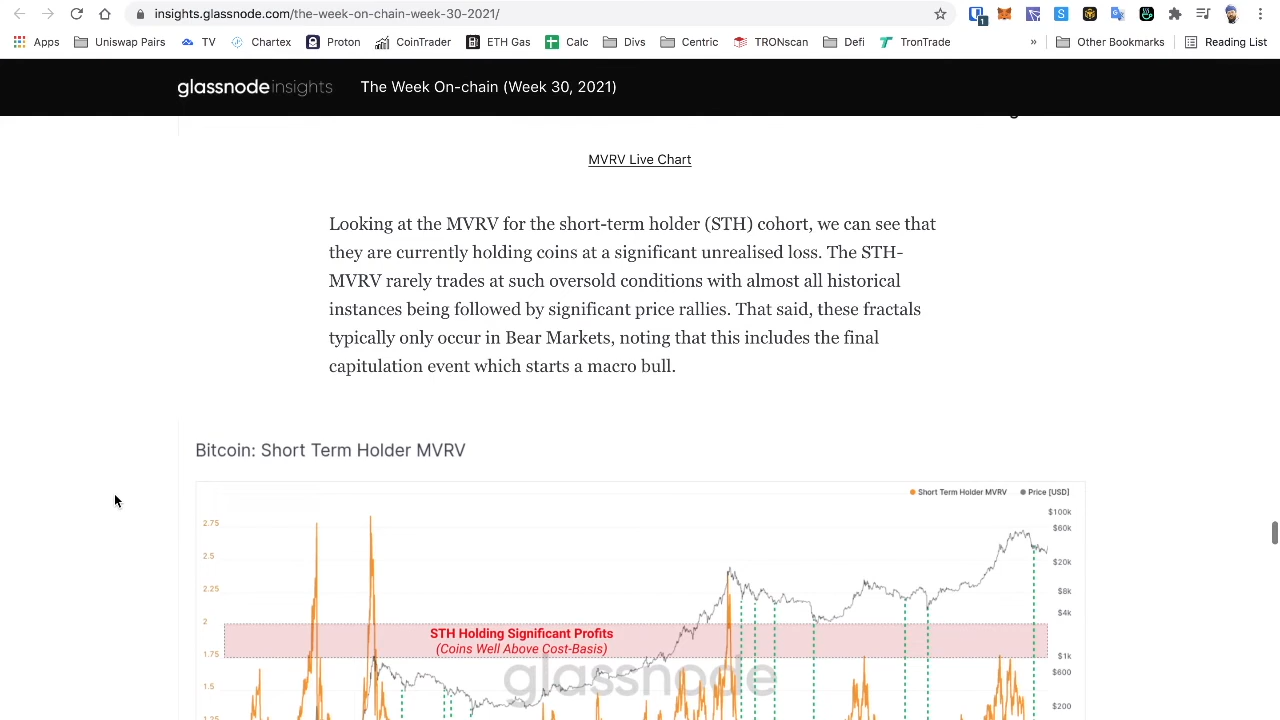 insights.glassnode.com/the-week-on-chain-week-30-2021/
1
S
Apps Uniswap Pairs TV Chartex Proton CoinTrader ETH Gas Calc Divs Centric TRONscan Defi TronTrade » Other Bookmarks Reading List
glassnodeinsights The Week On-chain (Week 30, 2021)
MVRV Live Chart
Looking at the MVRV for the short-term holder (STH) cohort, we can see that
they are currently holding coins at a significant unrealised loss. The STH-
MVRV rarely trades at such oversold conditions with almost all historical
instances being followed by significant price rallies. That said, these fractals
typically only occur in Bear Markets, noting that this includes the final
capitulation event which starts a macro bull.
Bitcoin: Short Term Holder MVRV
Short Term Holder MVRV Price [USD]
$100k
2.75
$60k
2.5
$20k
2.25
$8k
$4k
2
STH Holding Significant Profits
(Coins Well Above Cost-Basis)
1.75
$1k
$600
glassnode
1.5
$200
1.25